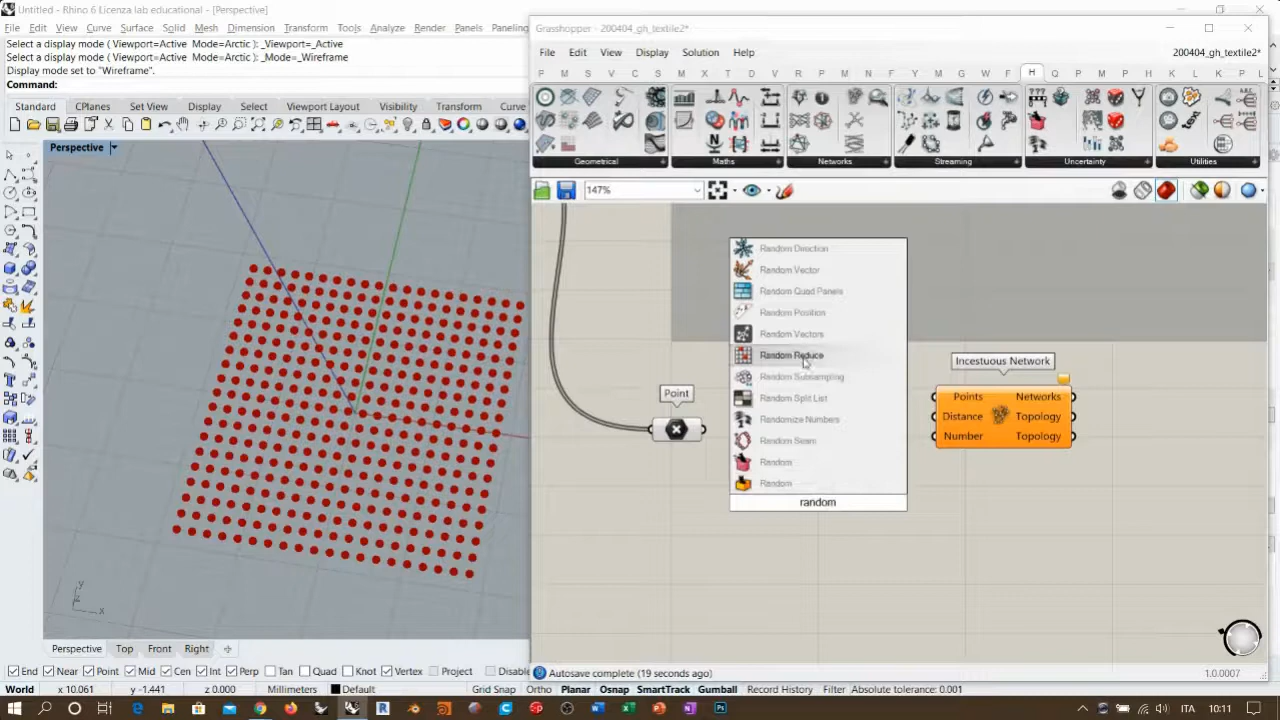 Untitled - Rhino 6 Licenza lab educational - [Perspective]
File Edit View Curve Surface Solid Mesh Dimension Transform Tools Analyze Render Panels Paneling
Select a display mode ( Viewport=Active Mode=Arctic ): _Viewport=_Active
Select a display mode ( Viewport=Active Mode=Arctic ): _Mode=_Wireframe
Display mode set to "Wireframe".
Command:
Standard CPlanes Set View Display Select Viewport Layout Visibility Transform Curve
Perspective
y
z
x
Perspective Top Front Right
End Near Point Mid Cen Int Perp Tan Quad Knot Vertex Project Disable
World x 10.061 y -1.441 z 0.000 Millimeters Default Grid Snap Ortho Planar Osnap SmartTrack Gumball Record History Filter Absolute tolerance: 0.001
Grasshopper - 200404_gh_textile2*
File Edit View Display Solution Help 200404_gh_textile2*
P M S V C S M X T D V R P M N F T M G W F H Q P M V L K S K P L
Geometrical Maths Networks Streaming Uncertainty Utilities
147%
Random Direction
Random Vector
Random Quad Panels
Random Position
Random Vectors
Random Reduce
Random Subsampling
Random Split List
Randomize Numbers
Random Seam
Random
Random
random
Point
Incestuous Network
Points Networks
Distance Topology
Number Topology
Autosave complete (19 seconds ago)
1.0.0007
ITA 10:11